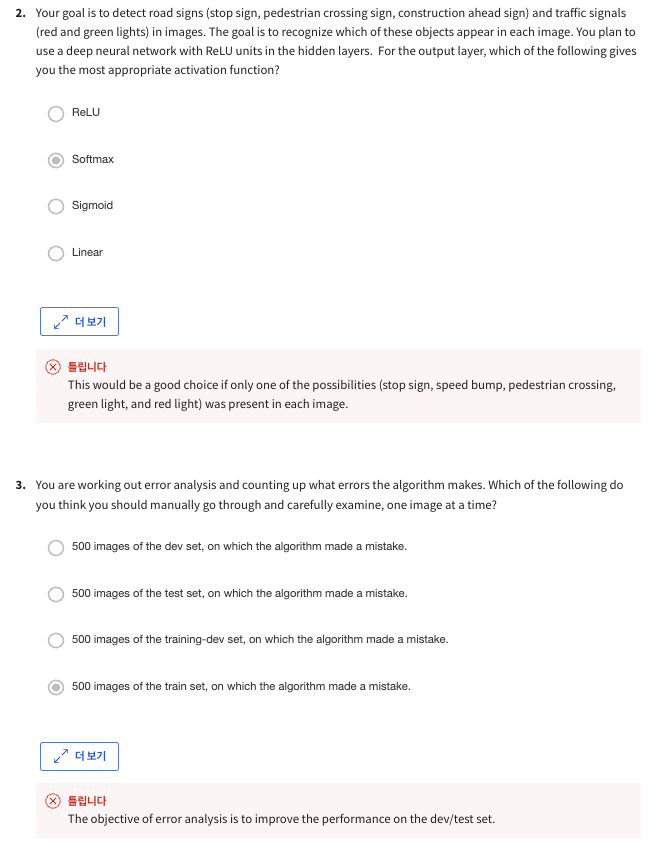 2. Your goal is to detect road signs (stop sign, pedestrian crossing sign, construction ahead sign) and traffic signals
(red and green lights) in images. The goal is to recognize which of these objects appear in each image. You plan to
use a deep neural network with ReLU units in the hidden layers. For the output layer, which of the following gives
you the most appropriate activation function?
ReLU
Softmax
Sigmoid
Linear
더 보기
틀립니다
This would be a good choice if only one of the possibilities (stop sign, speed bump, pedestrian crossing,
green light, and red light) was present in each image.
3. You are working out error analysis and counting up what errors the algorithm makes. Which of the following do
you think you should manually go through and carefully examine, one image at a time?
500 images of the dev set, on which the algorithm made a mistake.
500 images of the test set, on which the algorithm made a mistake.
500 images of the training-dev set, on which the algorithm made a mistake.
500 images of the train set, on which the algorithm made a mistake.
더 보기
틀립니다
The objective of error analysis is to improve the performance on the dev/test set.